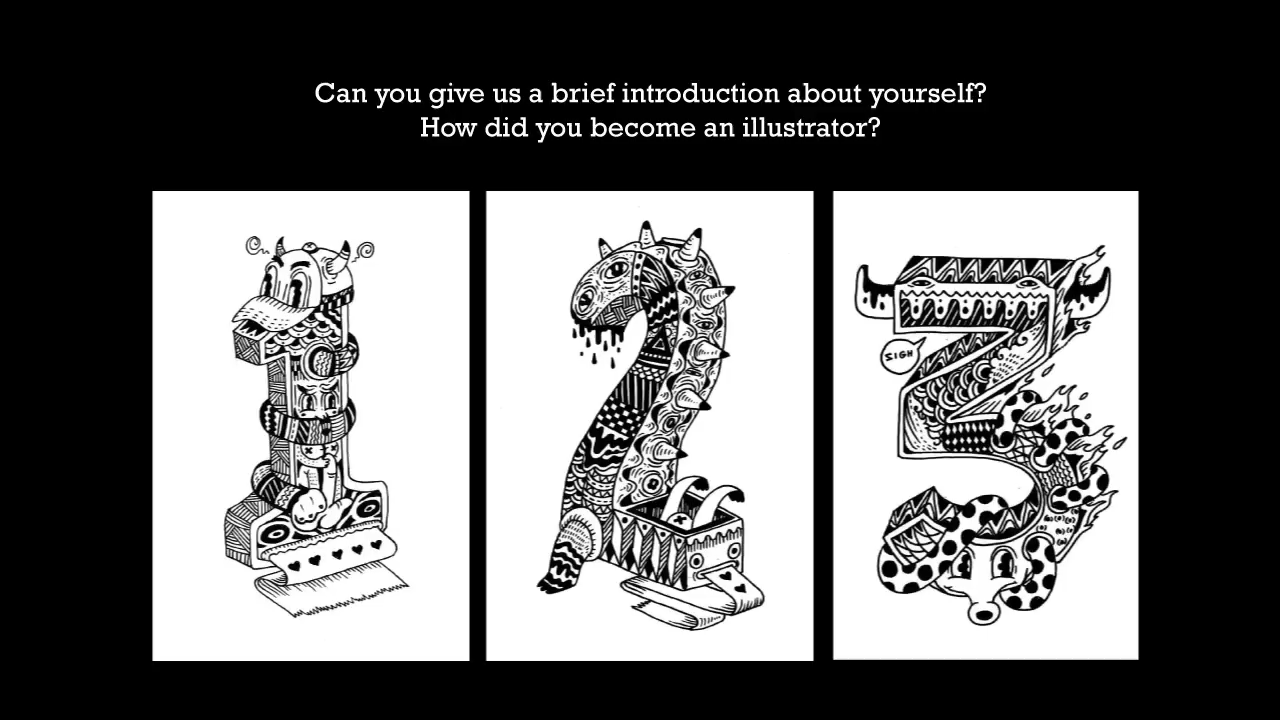 Can you give us a brief introduction about yourself?
How did you become an illustrator?
SIGH